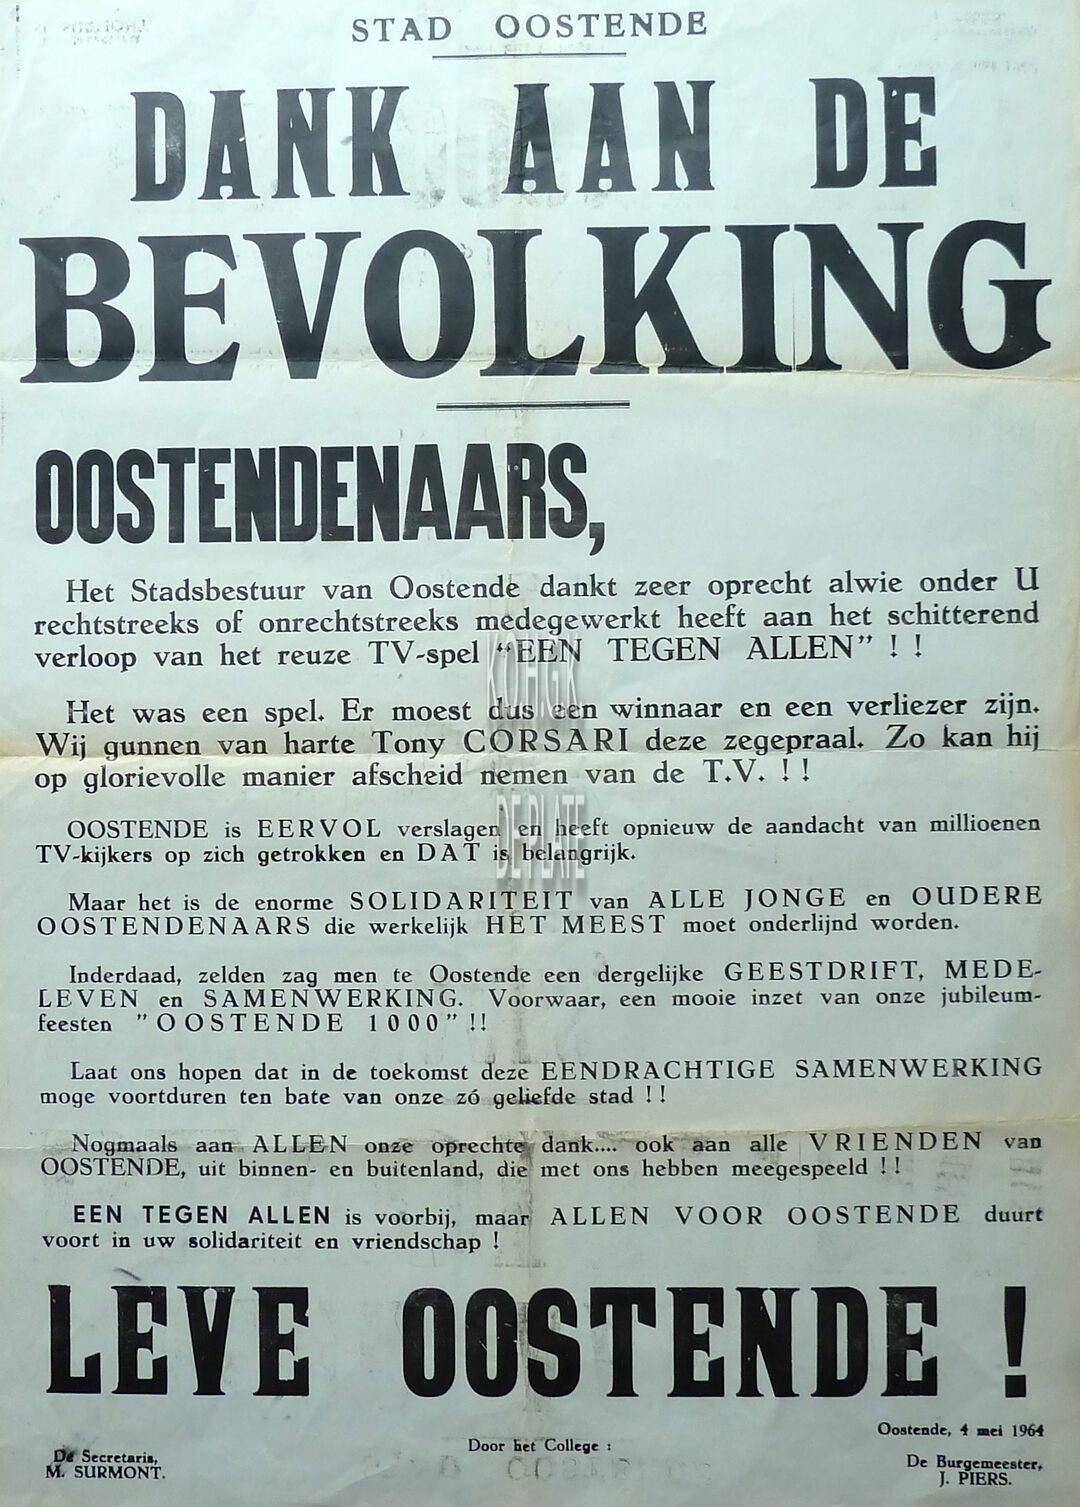 STAD OOSTENDE
DANK AAN DE
BEVOLKING
OOSTENDENAARS,
Het Stadsbestuur van Oostende dankt zeer oprecht alwie onder U
rechtstreeks of onrechtstreeks medegewerkt heeft aan het schitterend
verloop van het reuze TV-spel “EEN TEGEN ALLEN” ! !
Het was een spel. Er moest dus een winnaar en een verliezer zijn.
Wij gunnen van harte Tony CORSARI deze zegepraal. Zo kan hij
op glorievolle manier afscheid nemen van de T.V. ! !
OOSTENDE is EERVOL verslagen en heeft opnieuw de aandacht van millioenen
TV-kijkers op zich getrokken en DAT is belangrijk.
Maar het is de enorme SOLIDARITEIT van ALLE JONGE en OUDERE
OOSTENDENAARS die werkelijk HET MEEST moet onderlijnd worden.
Inderdaad, zelden zag men te Oostende een dergelijke GEESTDRIFT, MEDE-
LEVEN en SAMENWERKING. Voorwaar, een mooie inzet van onze jubileum-
feesten "OOSTENDE 1000" !!
Laat ons hopen dat in de toekomst deze EENDRACHTIGE SAMENWERKING
moge voortduren ten bate van onze zó geliefde stad ! !
Nogmaals aan ALLEN onze oprechte dank.... ook aan alle VRIENDEN van
OOSTENDE, uit binnen- en buitenland, die met ons hebben meegespeeld ! !
EEN TEGEN ALLEN is voorbij, maar ALLEN VOOR OOSTENDE duurt
voort in uw solidariteit en vriendschap !
LEVE OOSTENDE !
Oostende, 4 mei 1964
Door het College :
De Secretaris,
M. SURMONT.
De Burgemeester,
J. PIERS.
KOHGK
DE PLATE